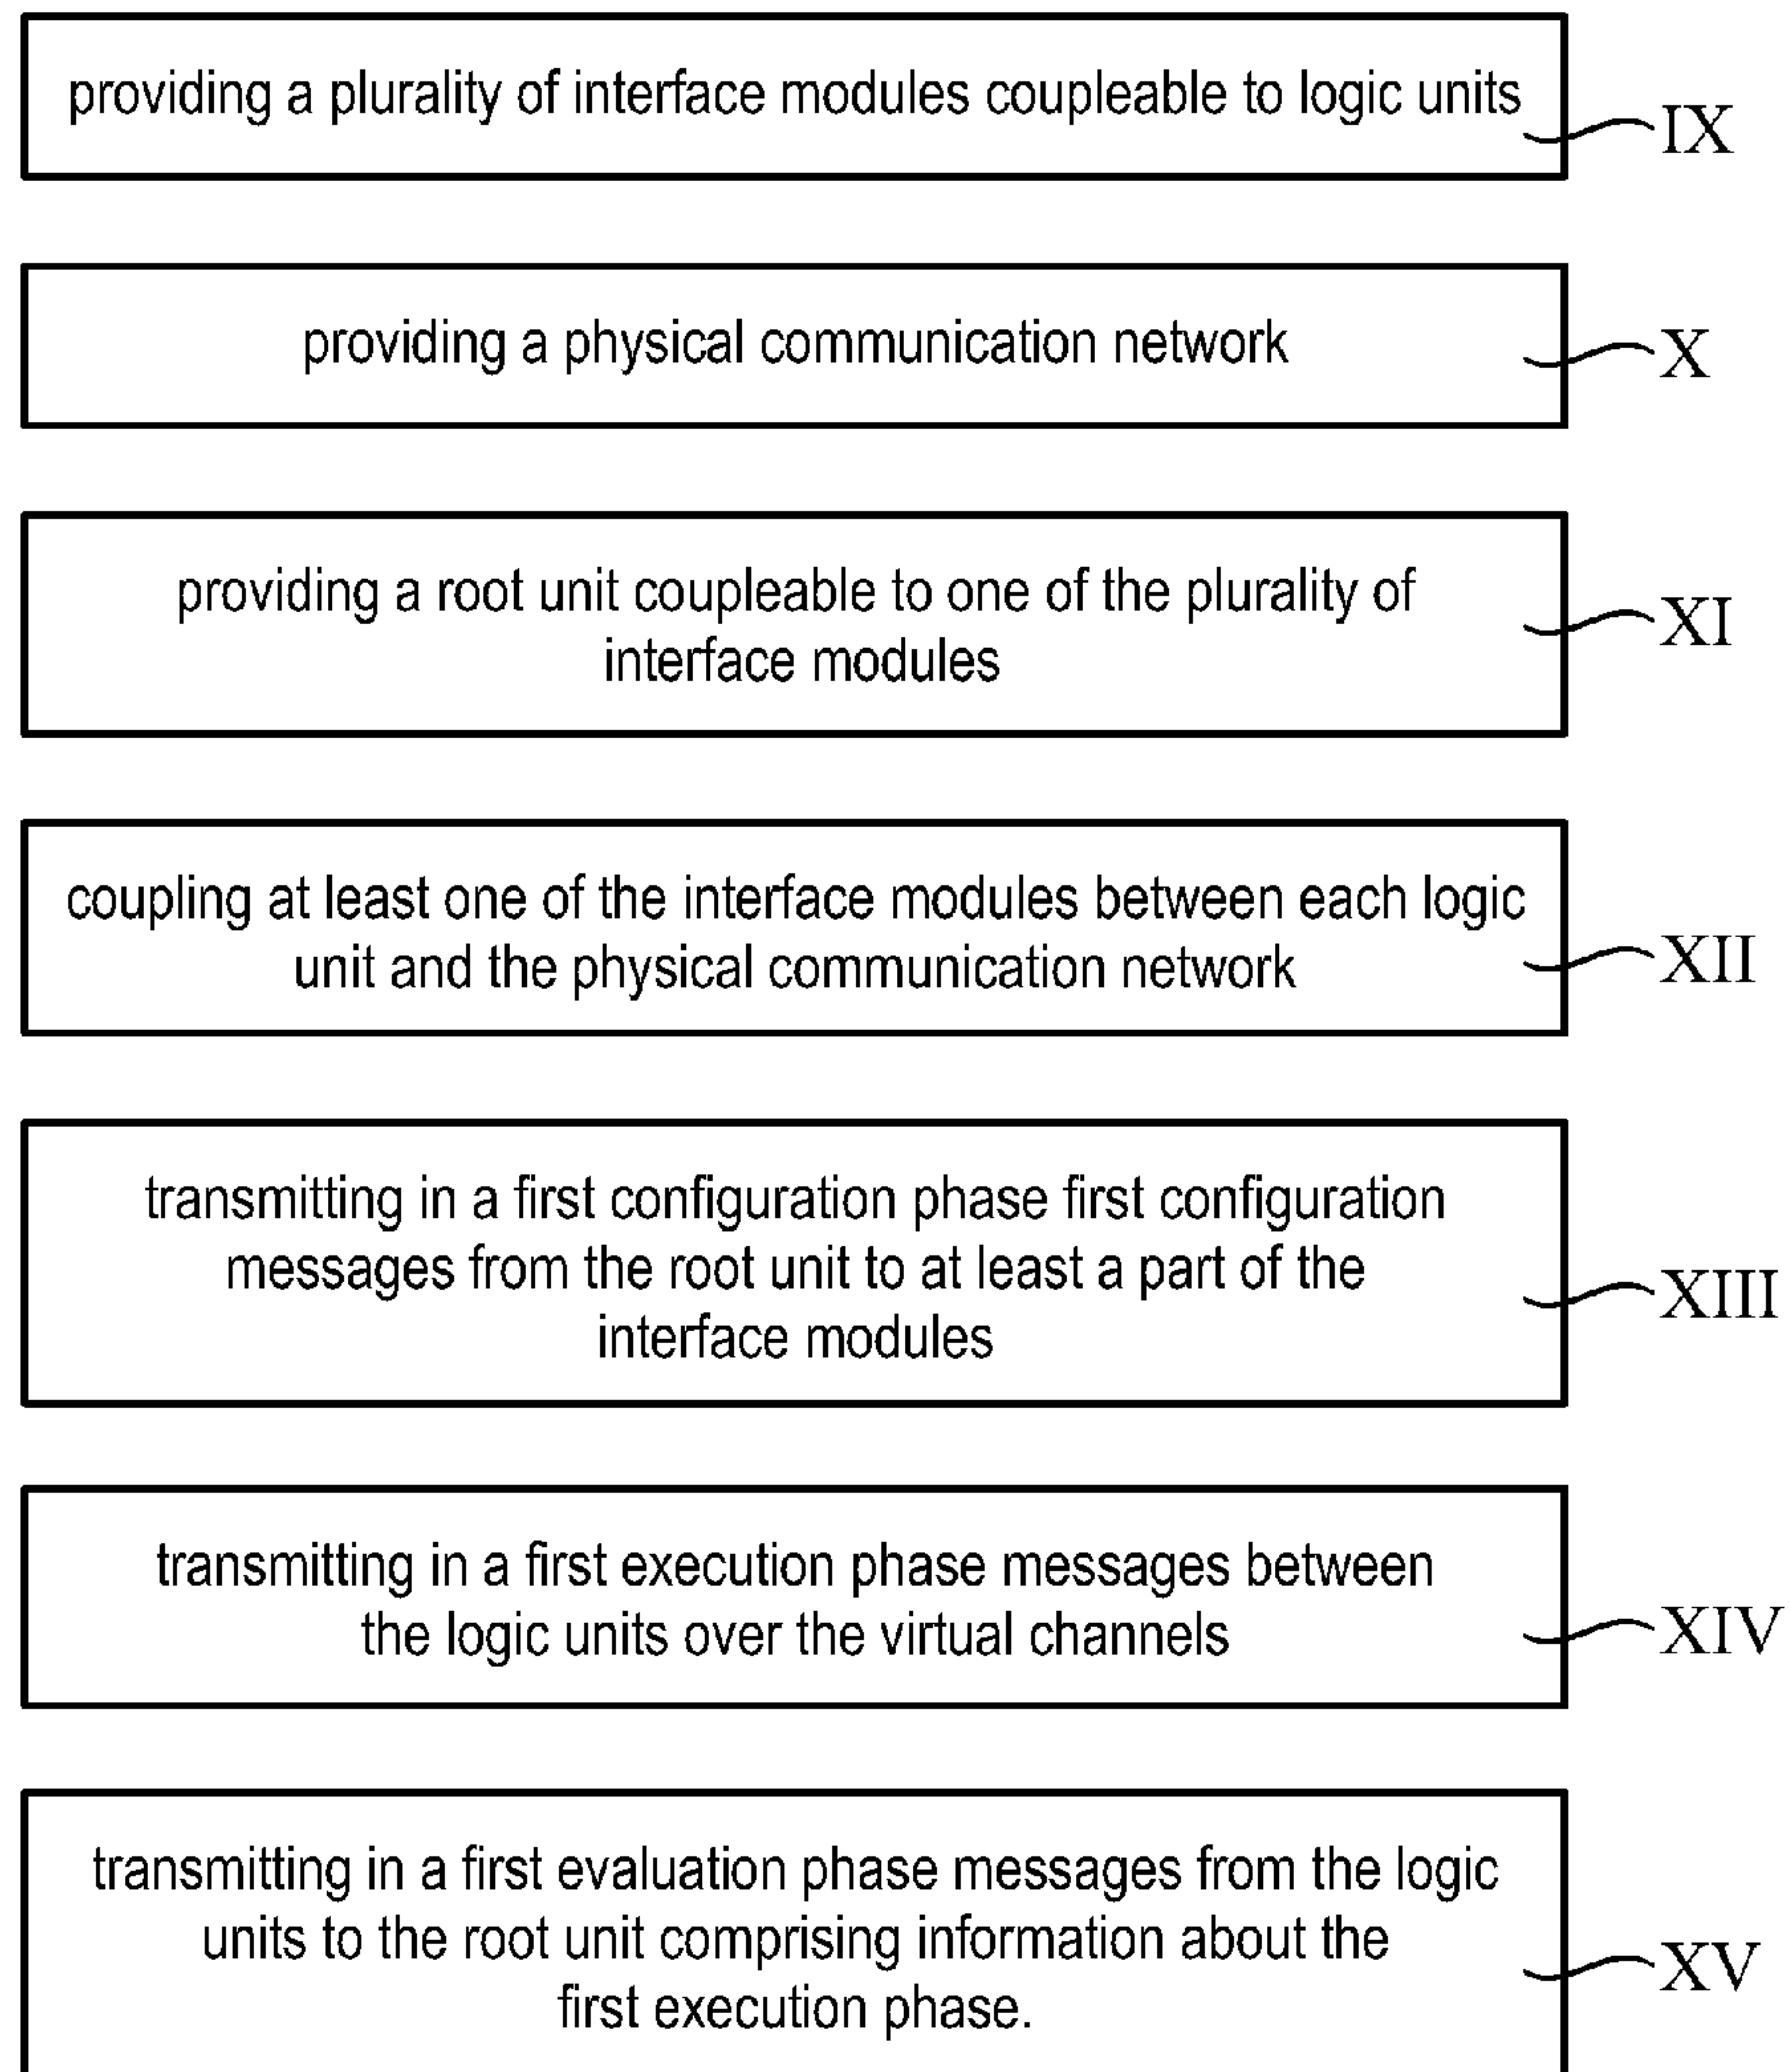 providing a plurality of interface modules coupleable to logic units
IX
providing a physical communication network
X
providing a root unit coupleable to one of the plurality of
interface modules
XI
coupling at least one of the interface modules between each logic
unit and the physical communication network
XII
transmitting in a first configuration phase first configuration
messages from the root unit to at least a part of the
interface modules
XIII
transmitting in a first execution phase messages between
the logic units over the virtual channels
XIV
transmitting in a first evaluation phase messages from the logic
units to the root unit comprising information about the
first execution phase.
XV